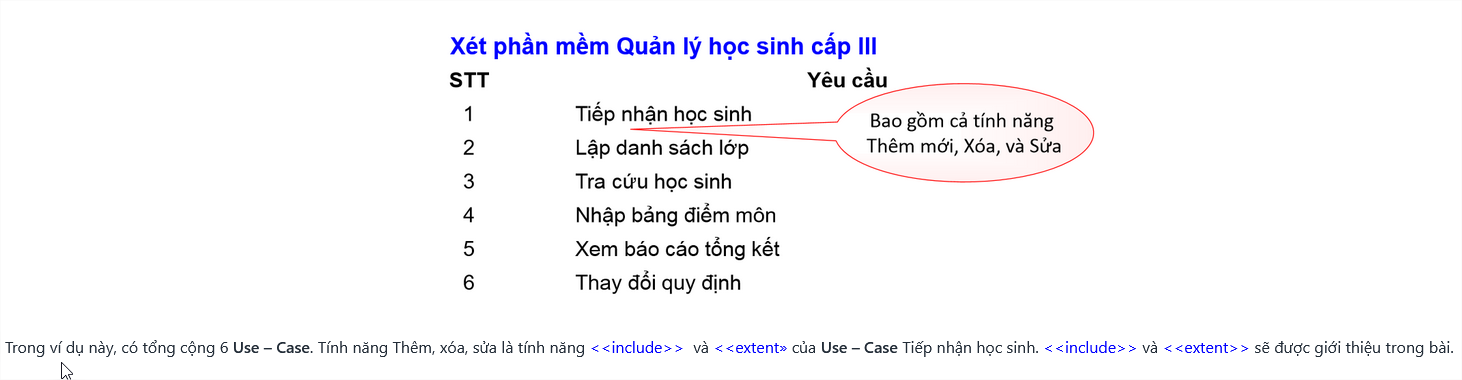 Xét phần mềm Quản lý học sinh cấp III
STT Yêu cầu
1 Tiếp nhận học sinh
Bao gồm cả tính năng
Thêm mới, Xóa, và Sửa
2 Lập danh sách lớp
3 Tra cứu học sinh
4 Nhập bảng điểm môn
5 Xem báo cáo tổng kết
6 Thay đổi quy định
Trong ví dụ này, có tổng cộng 6 Use – Case. Tính năng Thêm, xóa, sửa là tính năng <<include>> và <<extent» của Use – Case Tiếp nhận học sinh. <<include>> và <<extent>> sẽ được giới thiệu trong bài.